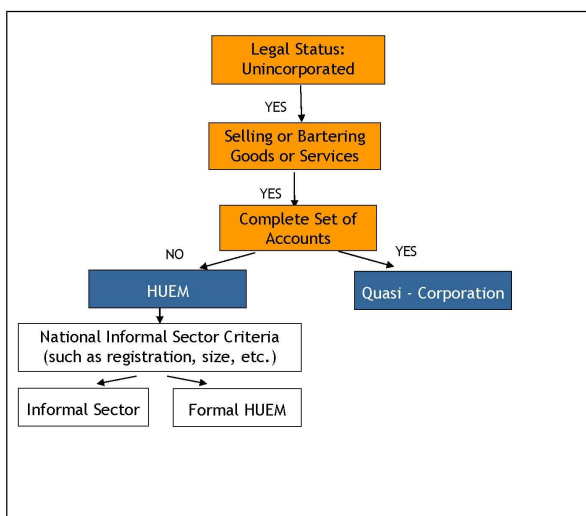 Legal Status:
Unincorporated
YES
Selling or Bartering
Goods or Services
YES
Complete Set of
Accounts
NO
YES
HUEM
Quasi - Corporation
National Informal Sector Criteria
(such as registration, size, etc.)
Informal Sector
Formal HUEM